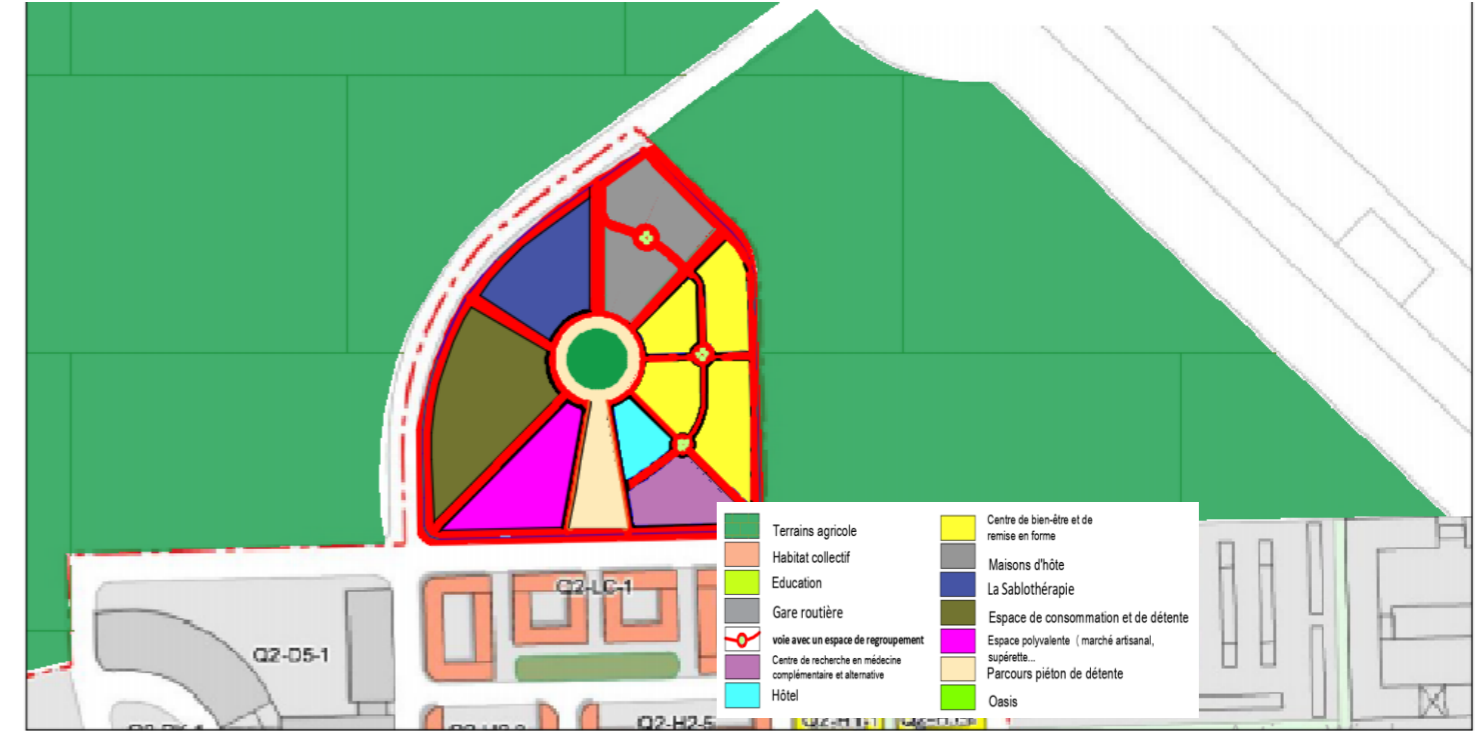 Q2-LC-1
Q2-D5-1
Q2-H2-5
Terrains agricole
Habitat collectif
Education
Gare routière
voie avec un espace de regroupement
Centre de recherche en médecine
complémentaire et alternative
Hôtel
Centre de bien-être et de
remise en forme
Maisons d'hôte
La Sablothérapie
Espace de consommation et de détente
Espace polyvalente ( marché artisanal,
supérette...
Parcours piéton de détente
Oasis